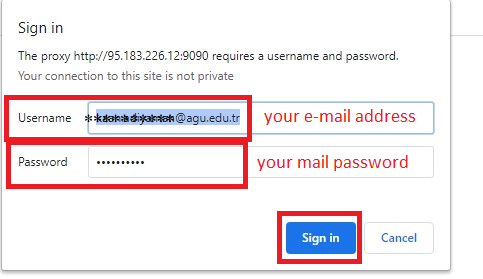 Sign in
The proxy http://95.183.226.12:9090 requires a username and password.
Your connection to this site is not private
Username @agu.edu.tr your e-mail address
Password •••••••••• your mail password
Sign in Cancel